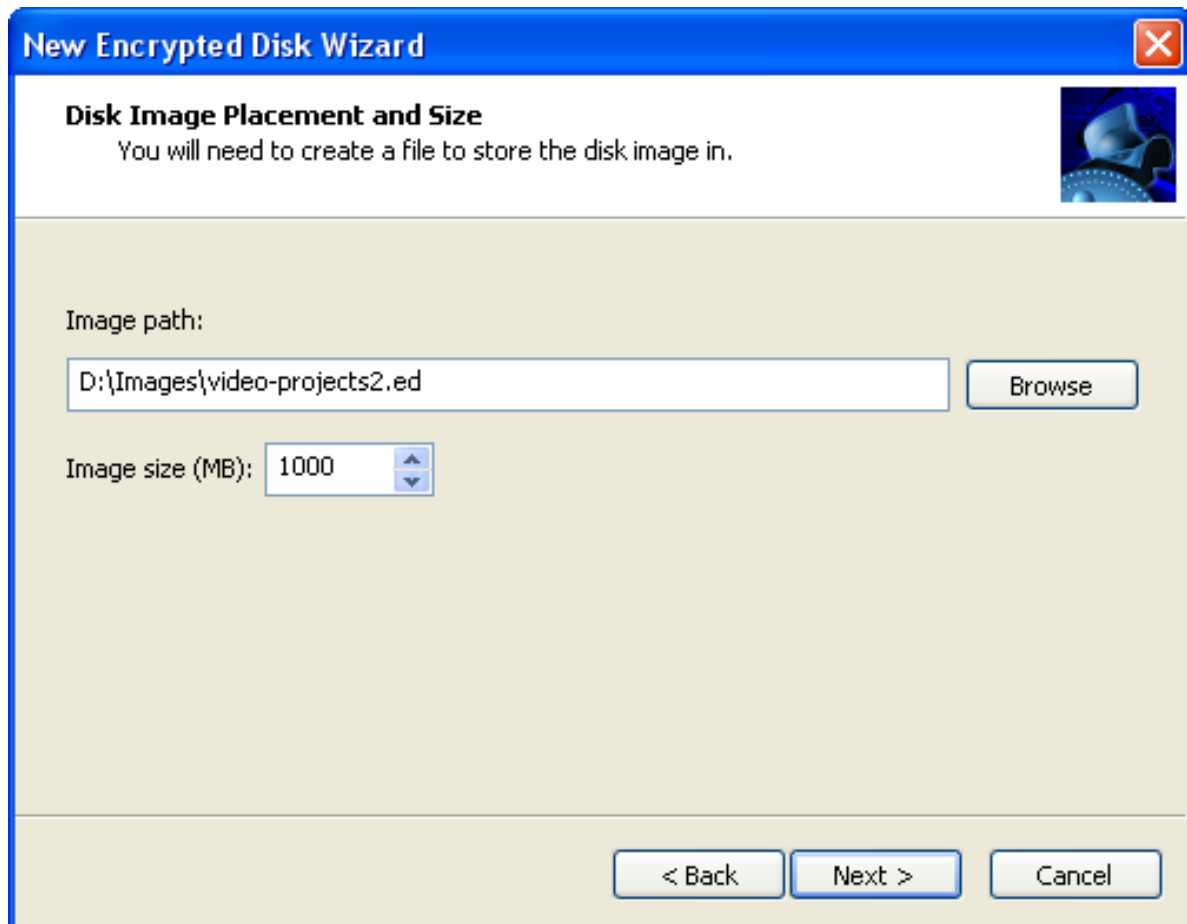 New Encrypted Disk Wizard
Disk Image Placement and Size
You will need to create a file to store the disk image in.
Image path:
D:\Images\video-projects2.ed
Browse
Image size (MB): 1000
< Back Next > Cancel